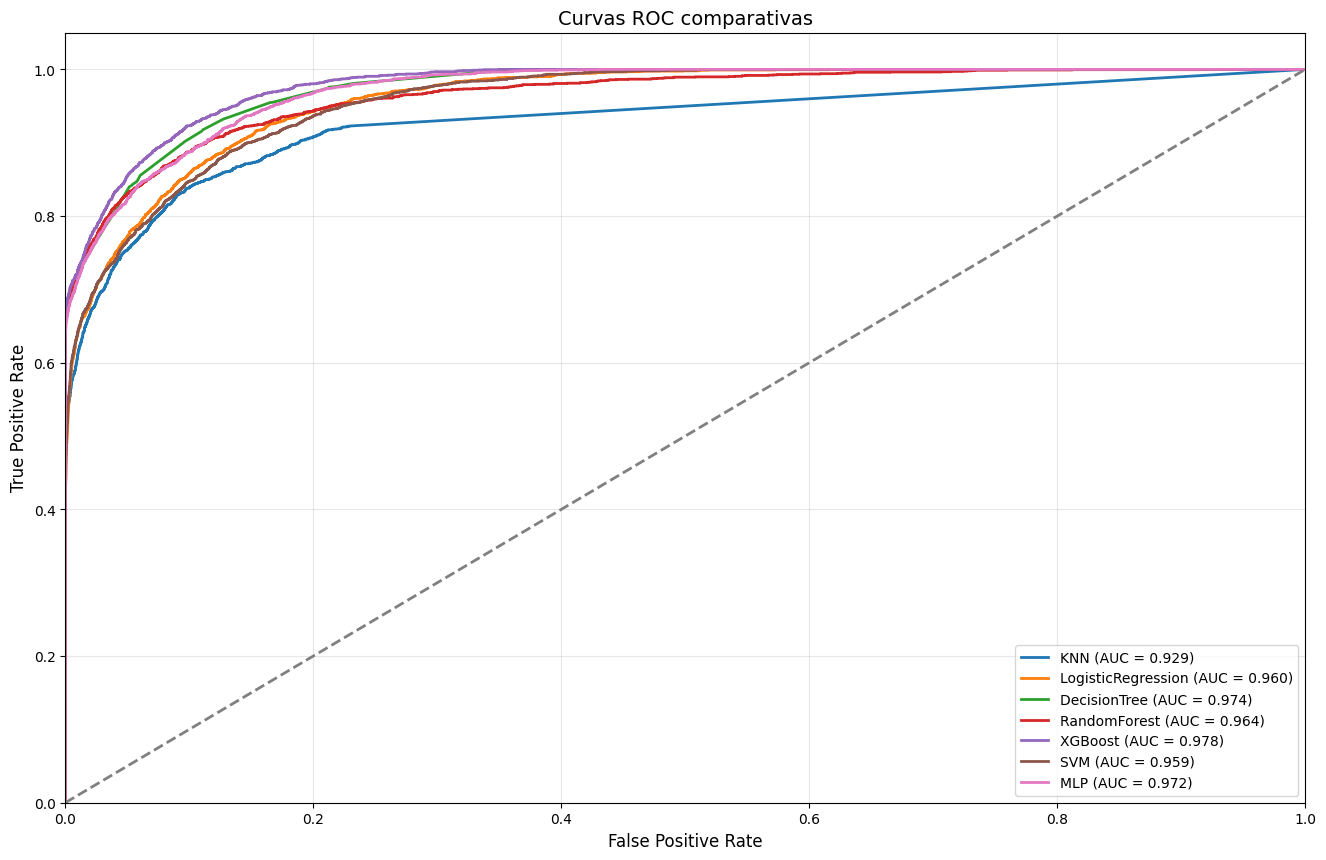 Curvas ROC comparativas
True Positive Rate
1.0
0.8
0.6
0.4
0.2
0.0
0.0 0.2 0.4 0.6 0.8 1.0
False Positive Rate
KNN (AUC = 0.929)
LogisticRegression (AUC = 0.960)
DecisionTree (AUC = 0.974)
RandomForest (AUC = 0.964)
XGBoost (AUC = 0.978)
SVM (AUC = 0.959)
MLP (AUC = 0.972)